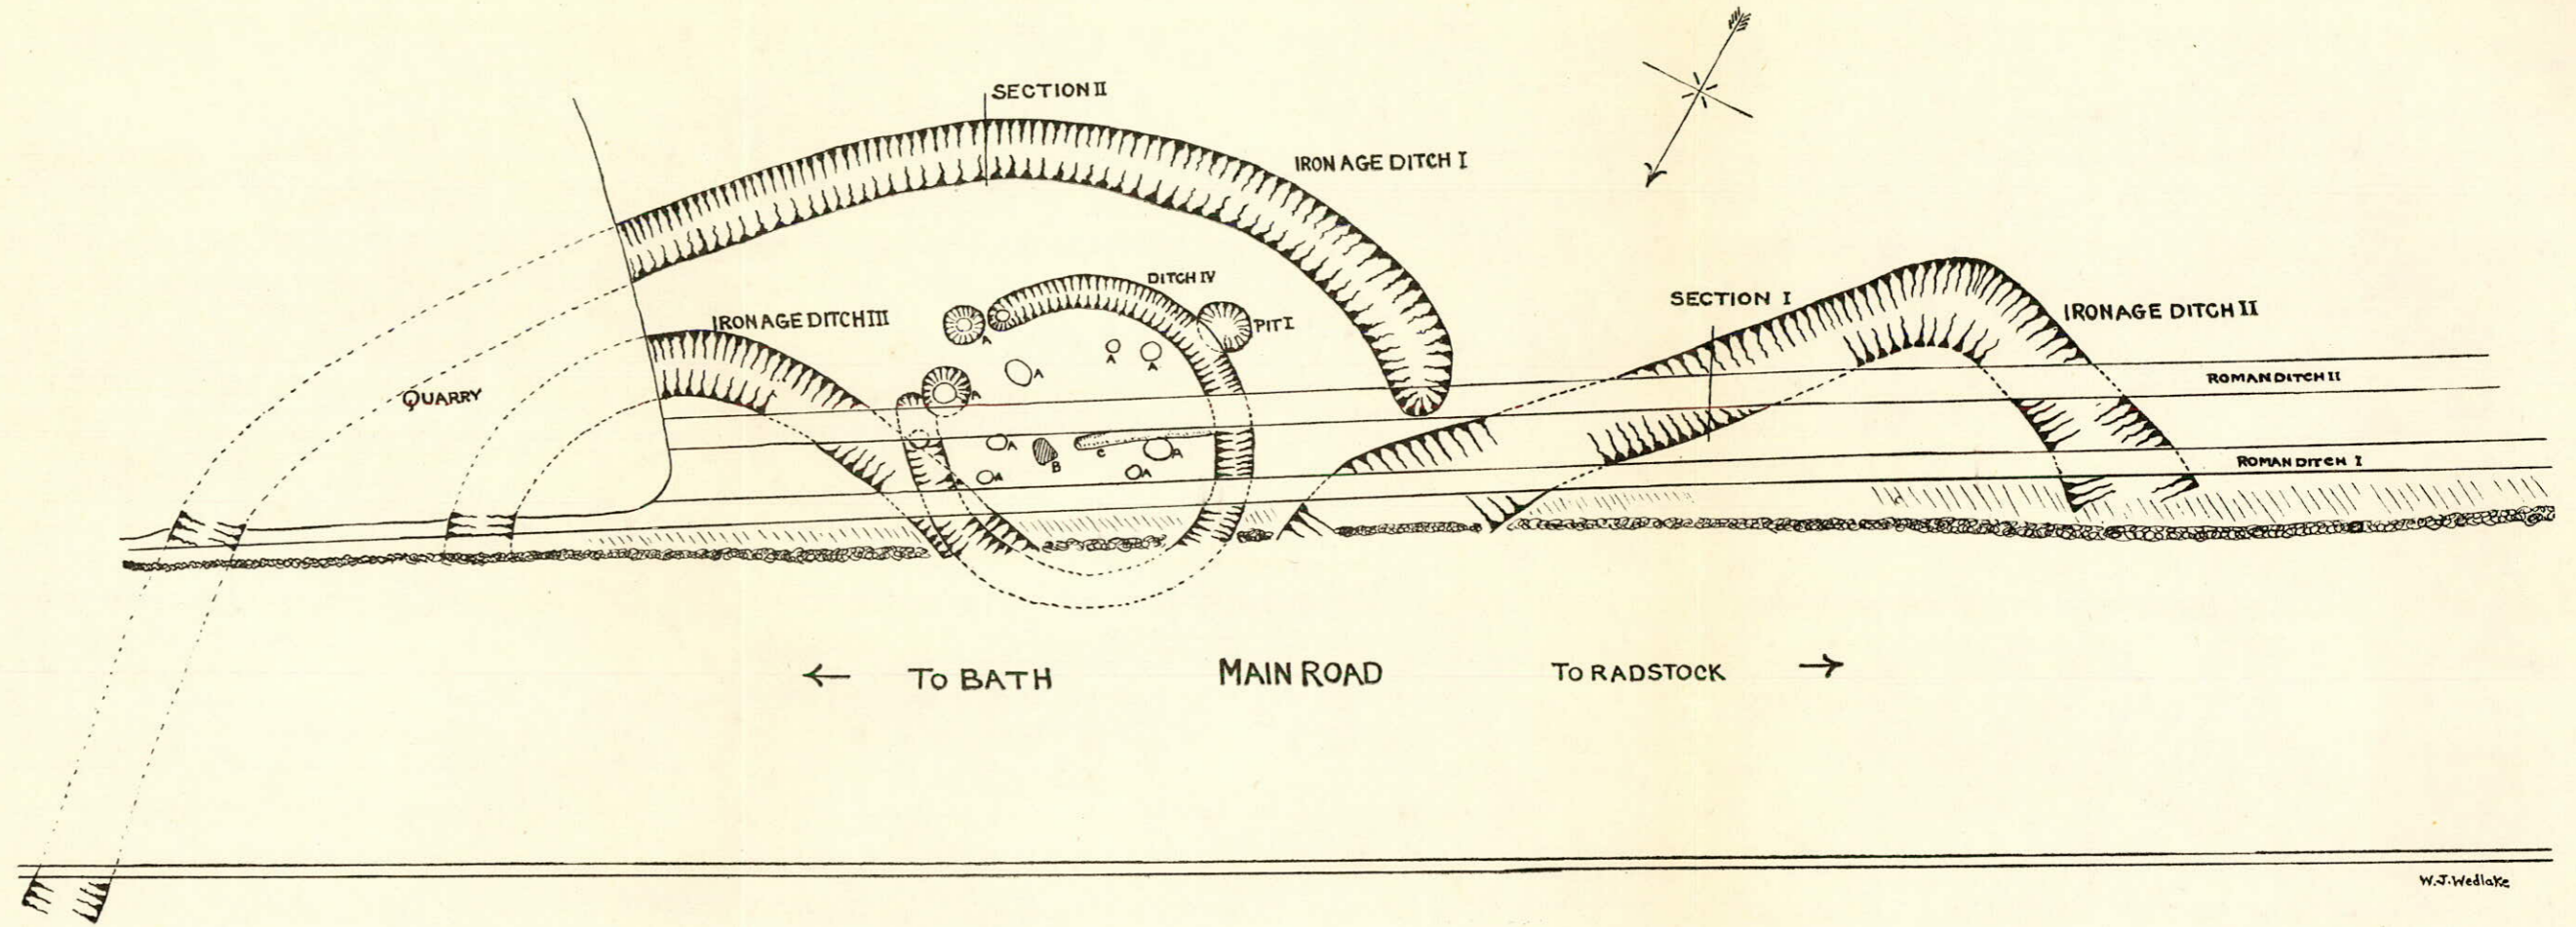 SECTION II
IRON AGE DITCH I
DITCH IV
SECTION I
IRON AGE DITCH III
PIT I
IRON AGE DITCH II
A
A
A
A
A
ROMAN DITCH II
QUARRY
A
A
B
C
A
A
A
ROMAN DITCH I
← TO BATH
MAIN ROAD
TO RADSTOCK →
W.J.Wedlake